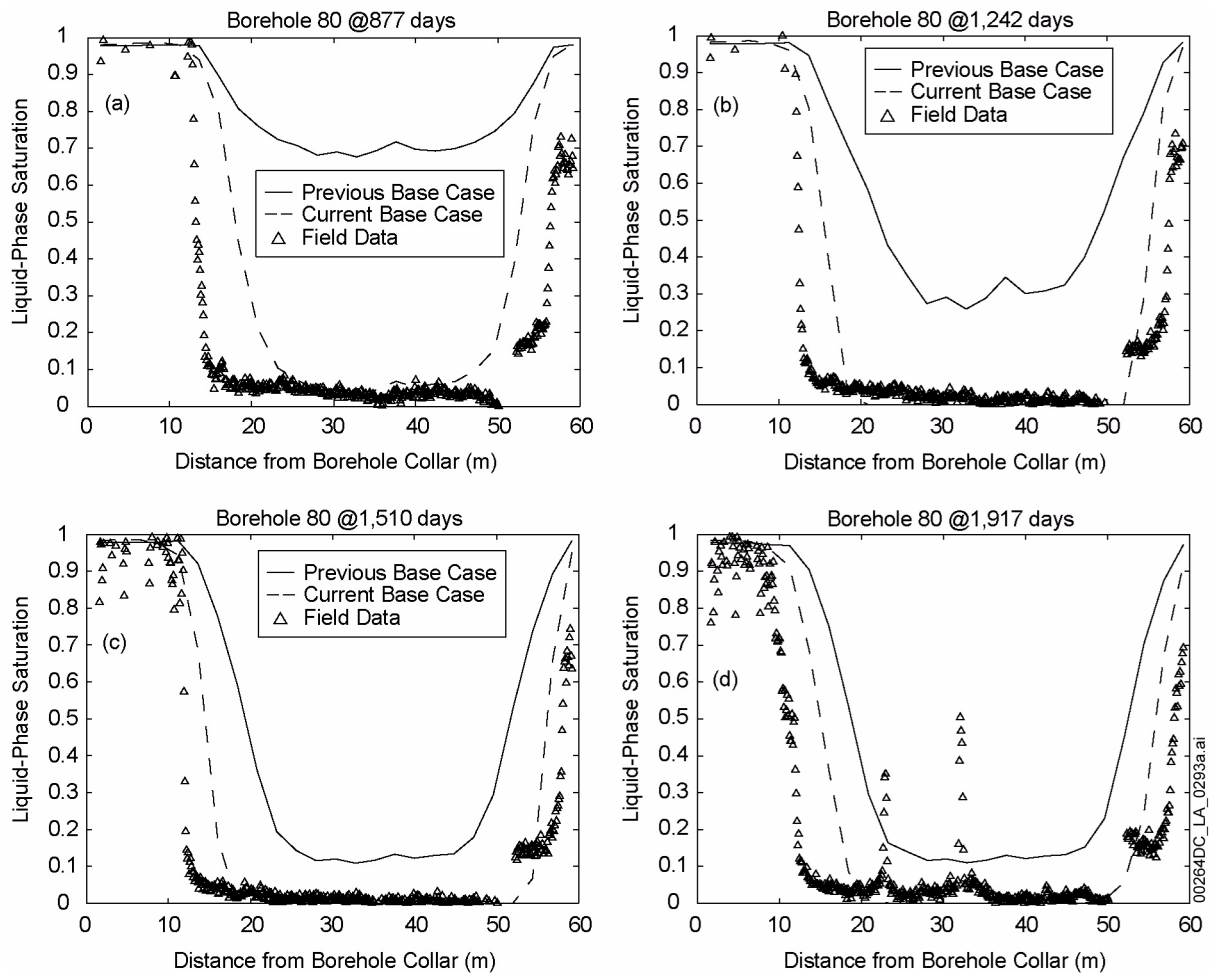 Borehole 80 @877 days
Liquid-Phase Saturation
1
0.9
0.8
0.7
0.6
0.5
0.4
0.3
0.2
0.1
0
(a)
Previous Base Case
Current Base Case
Field Data
0 10 20 30 40 50 60
Distance from Borehole Collar (m)
Borehole 80 @1,242 days
Liquid-Phase Saturation
1
0.9
0.8
0.7
0.6
0.5
0.4
0.3
0.2
0.1
0
(b)
Previous Base Case
Current Base Case
Field Data
0 10 20 30 40 50 60
Distance from Borehole Collar (m)
Borehole 80 @1,510 days
Liquid-Phase Saturation
1
0.9
0.8
0.7
0.6
0.5
0.4
0.3
0.2
0.1
0
(c)
Previous Base Case
Current Base Case
Field Data
0 10 20 30 40 50 60
Distance from Borehole Collar (m)
Borehole 80 @1,917 days
Liquid-Phase Saturation
1
0.9
0.8
0.7
0.6
0.5
0.4
0.3
0.2
0.1
0
(d)
0 10 20 30 40 50 60
Distance from Borehole Collar (m)
00264DC_LA_0293a.ai